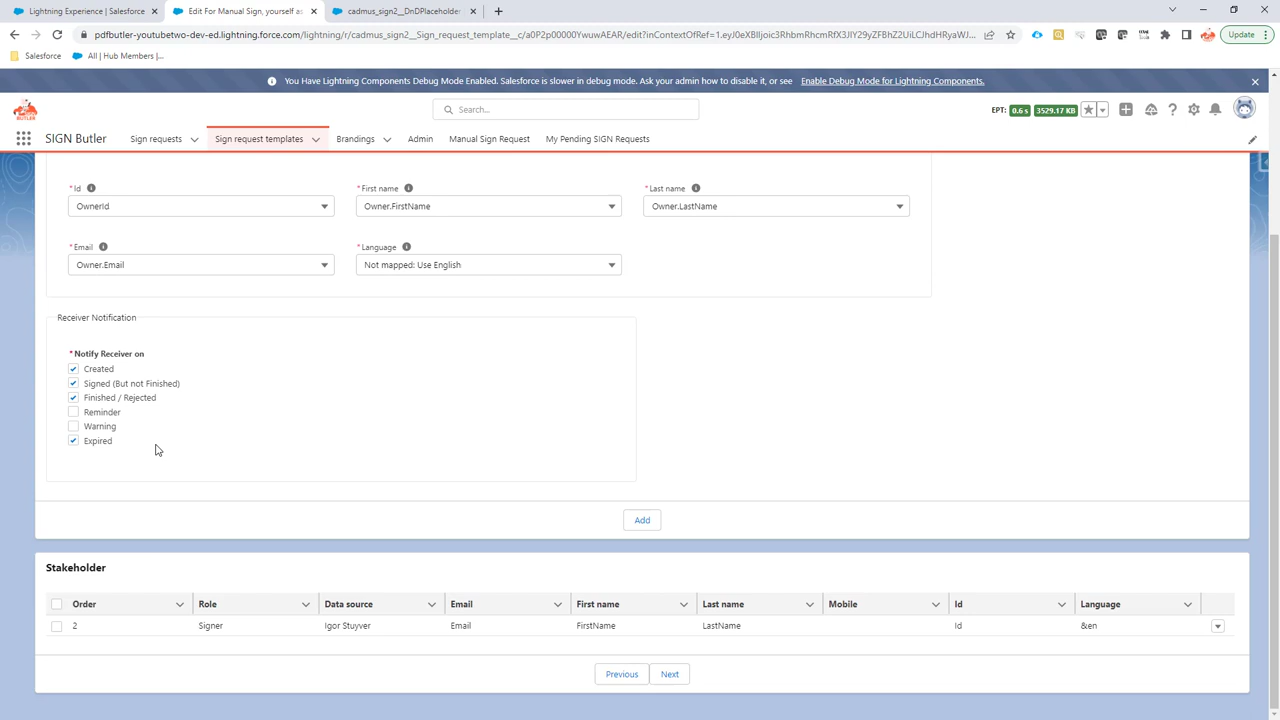 Lightning Experience | Salesforce
Edit For Manual Sign, yourself as
cadmus_sign2__DnDPlaceholder
pdfbutler-youtubetwo-dev-ed.lightning.force.com/lightning/r/cadmus_sign2__Sign_request_template__c/a0P2p00000YuwuAEAR/edit?inContextOfRef=1.
Update
Salesforce
All | Hub Members |...
You Have Lightning Components Debug Mode Enabled. Salesforce is slower in debug mode. Ask your admin how to disable it, or see Enable Debug Mode for Lightning Components.
Search...
EPT: 0.6 s 3529.17 KB
SIGN Butler
Sign requests
Sign request templates
Brandings
Admin
Manual Sign Request
My Pending SIGN Requests
*Id
*First name
*Last name
OwnerId
Owner.FirstName
Owner.LastName
*Email
*Language
Owner.Email
Not mapped: Use English
Receiver Notification
*Notify Receiver on
Created
Signed (But not Finished)
Finished / Rejected
Reminder
Warning
Expired
Add
Stakeholder
Order Role Data source Email First name Last name Mobile Id Language
2 Signer Igor Stuyver Email FirstName LastName Id &en
Previous
Next